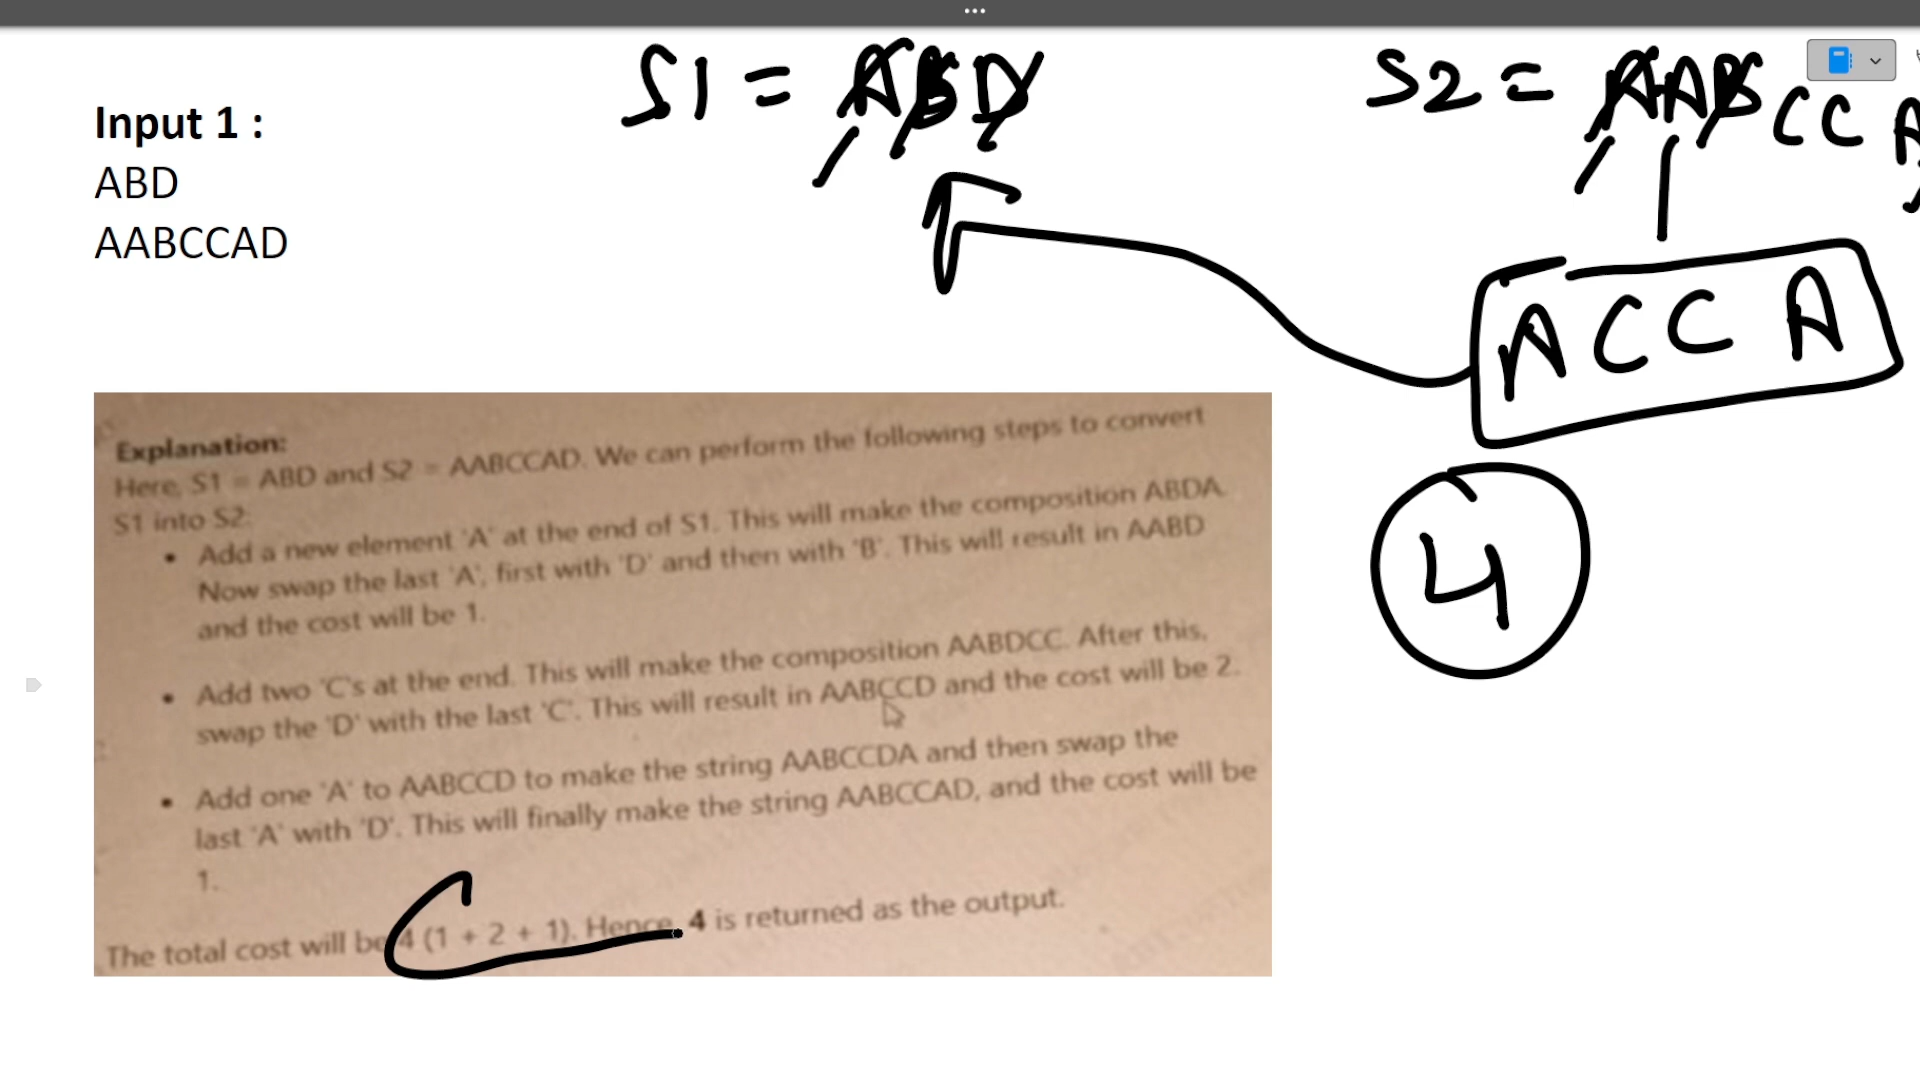 S1 = ABD
S2 = AABCCA
Input 1 :
ABD
AABCCAD
ACCA
4
Explanation:
Here, S1 = ABD and S2 = AABCCAD. We can perform the following steps to convert
S1 into S2:
• Add a new element 'A' at the end of S1. This will make the composition ABDA.
Now swap the last 'A', first with 'D' and then with 'B'. This will result in AABD
and the cost will be 1.
• Add two 'C's at the end. This will make the composition AABDCC. After this,
swap the 'D' with the last 'C'. This will result in AABCCD and the cost will be 2.
• Add one 'A' to AABCCD to make the string AABCCDA and then swap the
last 'A' with 'D'. This will finally make the string AABCCAD, and the cost will be
1.
The total cost will be 4 (1 + 2 + 1). Hence, 4 is returned as the output.